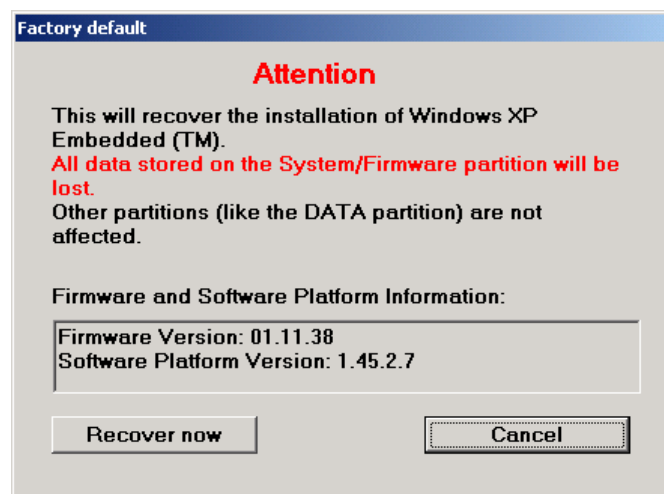 Factory default
Attention
This will recover the installation of Windows XP
Embedded (TM).
All data stored on the System/Firmware partition will be
lost.
Other partitions (like the DATA partition) are not
affected.
Firmware and Software Platform Information:
Firmware Version: 01.11.38
Software Platform Version: 1.45.2.7
Recover now
Cancel